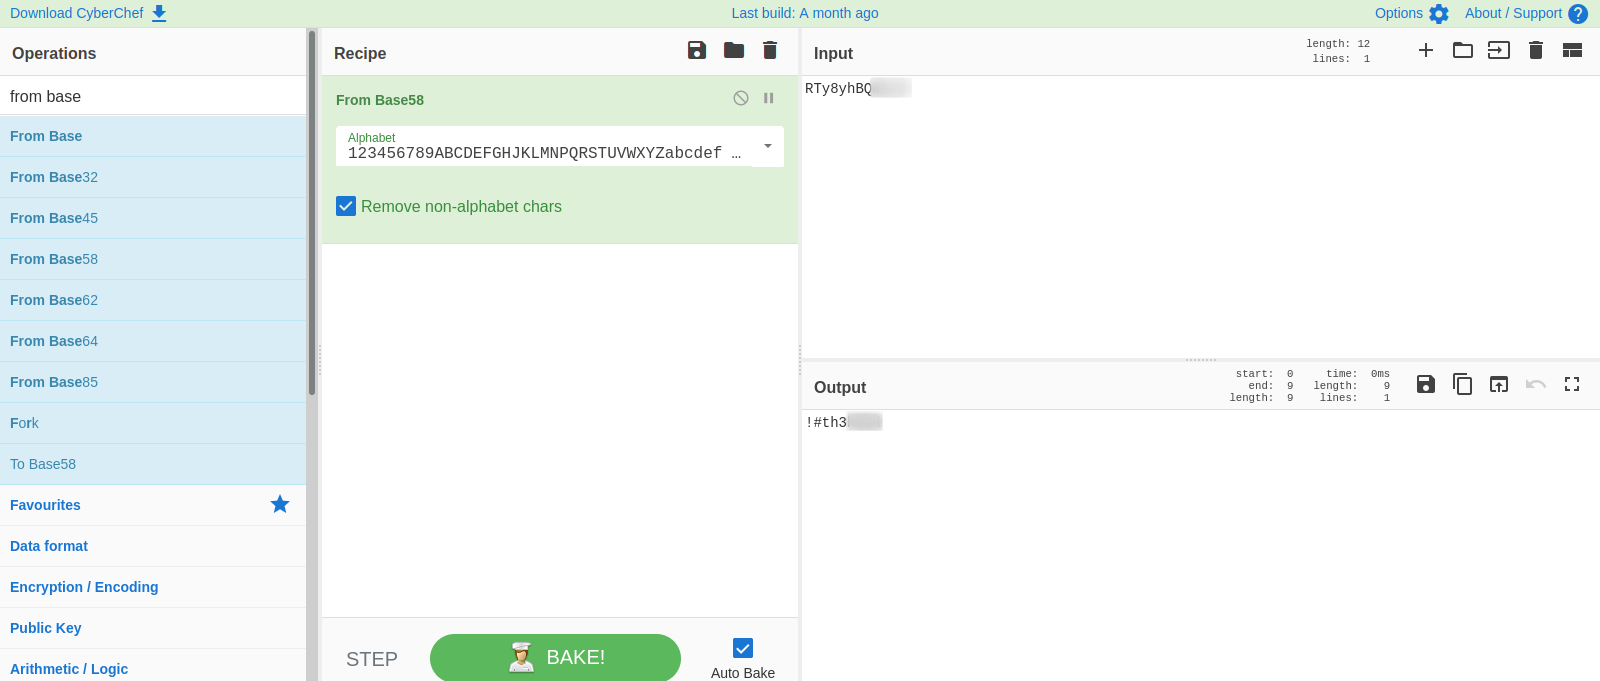 Download CyberChef
Last build: A month ago
Options
About / Support
Operations
from base
From Base
From Base32
From Base45
From Base58
From Base62
From Base64
From Base85
Fork
To Base58
Favourites
Data format
Encryption / Encoding
Public Key
Arithmetic / Logic
Recipe
From Base58
Alphabet
123456789ABCDEFGHJKLMNPQRSTUVWXYZabcdef …
Remove non-alphabet chars
STEP
BAKE!
Auto Bake
Input
length: 12
lines: 1
RTy8yhBQ
Output
start: 0 time: 0ms
end: 9 length: 9
length: 9 lines: 1
!#th3